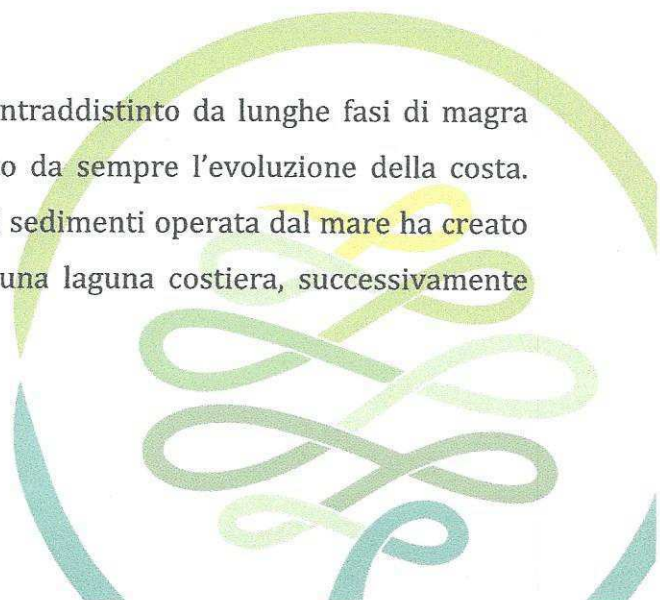 ntraddistinto da lunghe fasi di magra
o da sempre l'evoluzione della costa.
sedimenti operata dal mare ha creato
una laguna costiera, successivamente